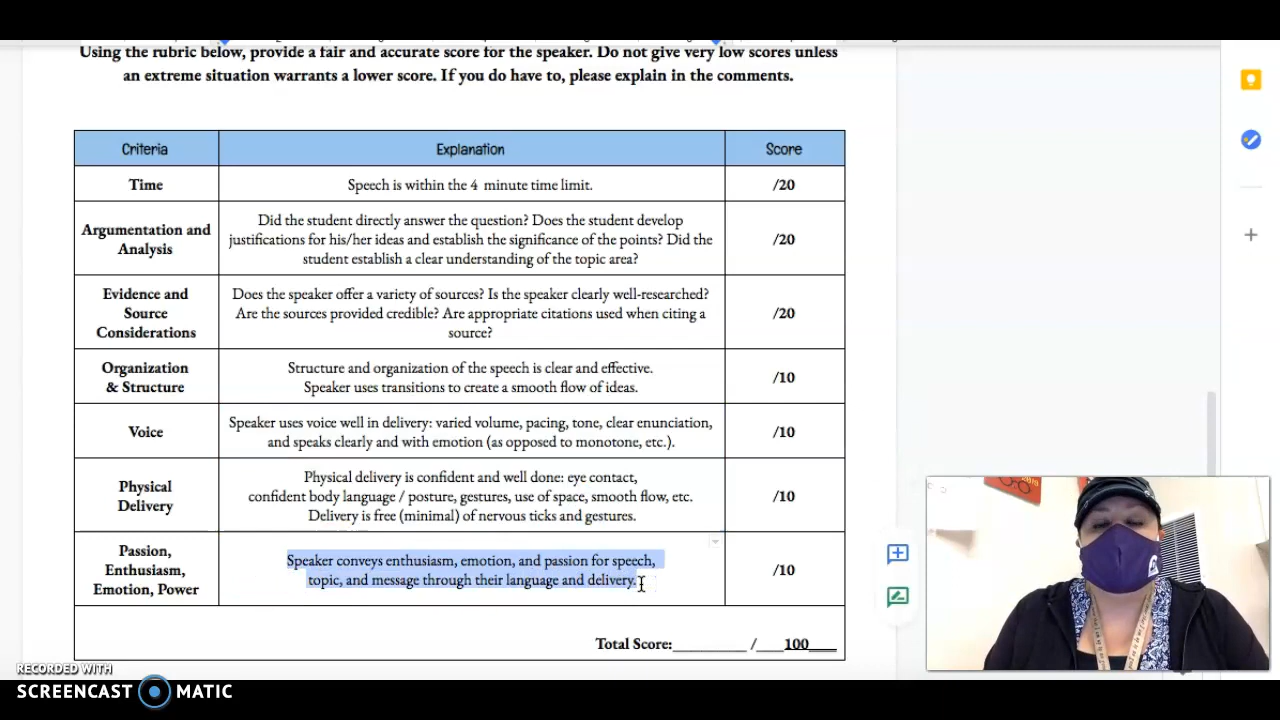 Using the rubric below, provide a fair and accurate score for the speaker. Do not give very low scores unless
an extreme situation warrants a lower score. If you do have to, please explain in the comments.
Criteria
Explanation
Score
Time
Speech is within the 4 minute time limit.
/20
Argumentation and
Analysis
Did the student directly answer the question? Does the student develop
justifications for his/her ideas and establish the significance of the points? Did the
student establish a clear understanding of the topic area?
/20
Evidence and
Source
Considerations
Does the speaker offer a variety of sources? Is the speaker clearly well-researched?
Are the sources provided credible? Are appropriate citations used when citing a
source?
/20
Organization
& Structure
Structure and organization of the speech is clear and effective.
Speaker uses transitions to create a smooth flow of ideas.
/10
Voice
Speaker uses voice well in delivery: varied volume, pacing, tone, clear enunciation,
and speaks clearly and with emotion (as opposed to monotone, etc.).
/10
Physical
Delivery
Physical delivery is confident and well done: eye contact,
confident body language / posture, gestures, use of space, smooth flow, etc.
Delivery is free (minimal) of nervous ticks and gestures.
/10
Passion,
Enthusiasm,
Emotion, Power
Speaker conveys enthusiasm, emotion, and passion for speech,
topic, and message through their language and delivery.
/10
Total Score:__________ /____100____
RECORDED WITH
SCREENCAST MATIC